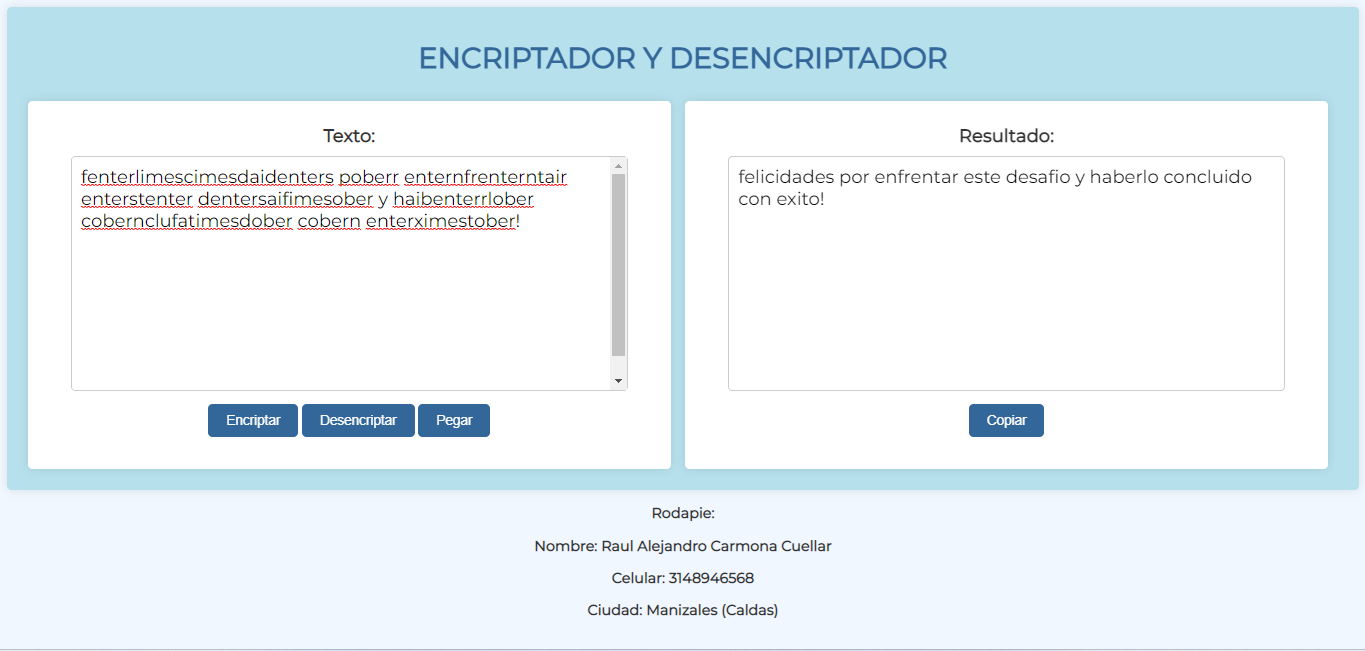 ENCRIPTADOR Y DESENCRIPTADOR
Texto:
fenterlimescimesdaidenters poberr enternfrenterntair
enterstenter dentersaifimesober y haibenterrlober
cobernclufatimesdober cobern enterximestober!
Encriptar Desencriptar Pegar
Resultado:
felicidades por enfrentar este desafio y haberlo concluido
con exito!
Copiar
Rodapie:
Nombre: Raul Alejandro Carmona Cuellar
Celular: 3148946568
Ciudad: Manizales (Caldas)